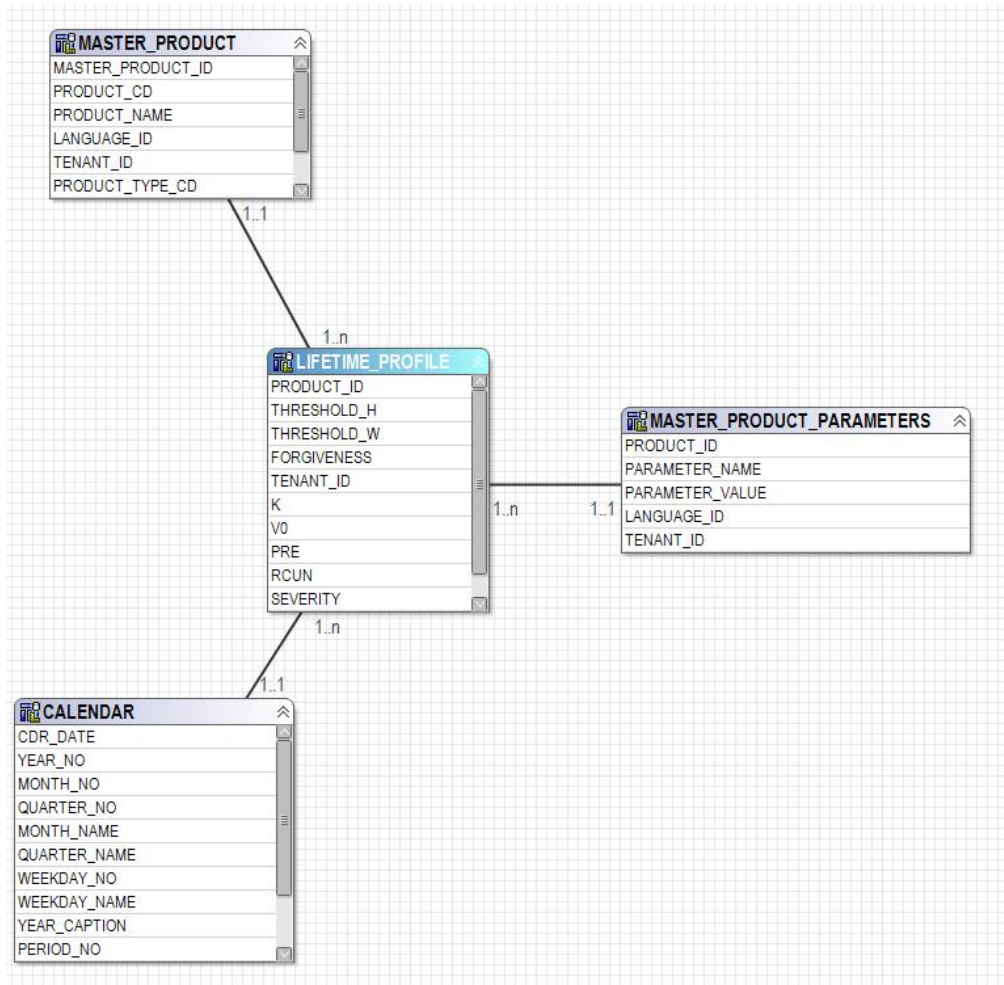 MASTER_PRODUCT
MASTER_PRODUCT_ID
PRODUCT_CD
PRODUCT_NAME
LANGUAGE_ID
TENANT_ID
PRODUCT_TYPE_CD
1..1
1..n
LIFETIME_PROFILE
PRODUCT_ID
THRESHOLD_H
THRESHOLD_W
FORGIVENESS
TENANT_ID
K
V0
PRE
RCUN
SEVERITY
1..n
1..1
MASTER_PRODUCT_PARAMETERS
PRODUCT_ID
PARAMETER_NAME
PARAMETER_VALUE
LANGUAGE_ID
TENANT_ID
1..n
1..1
CALENDAR
CDR_DATE
YEAR_NO
MONTH_NO
QUARTER_NO
MONTH_NAME
QUARTER_NAME
WEEKDAY_NO
WEEKDAY_NAME
YEAR_CAPTION
PERIOD_NO